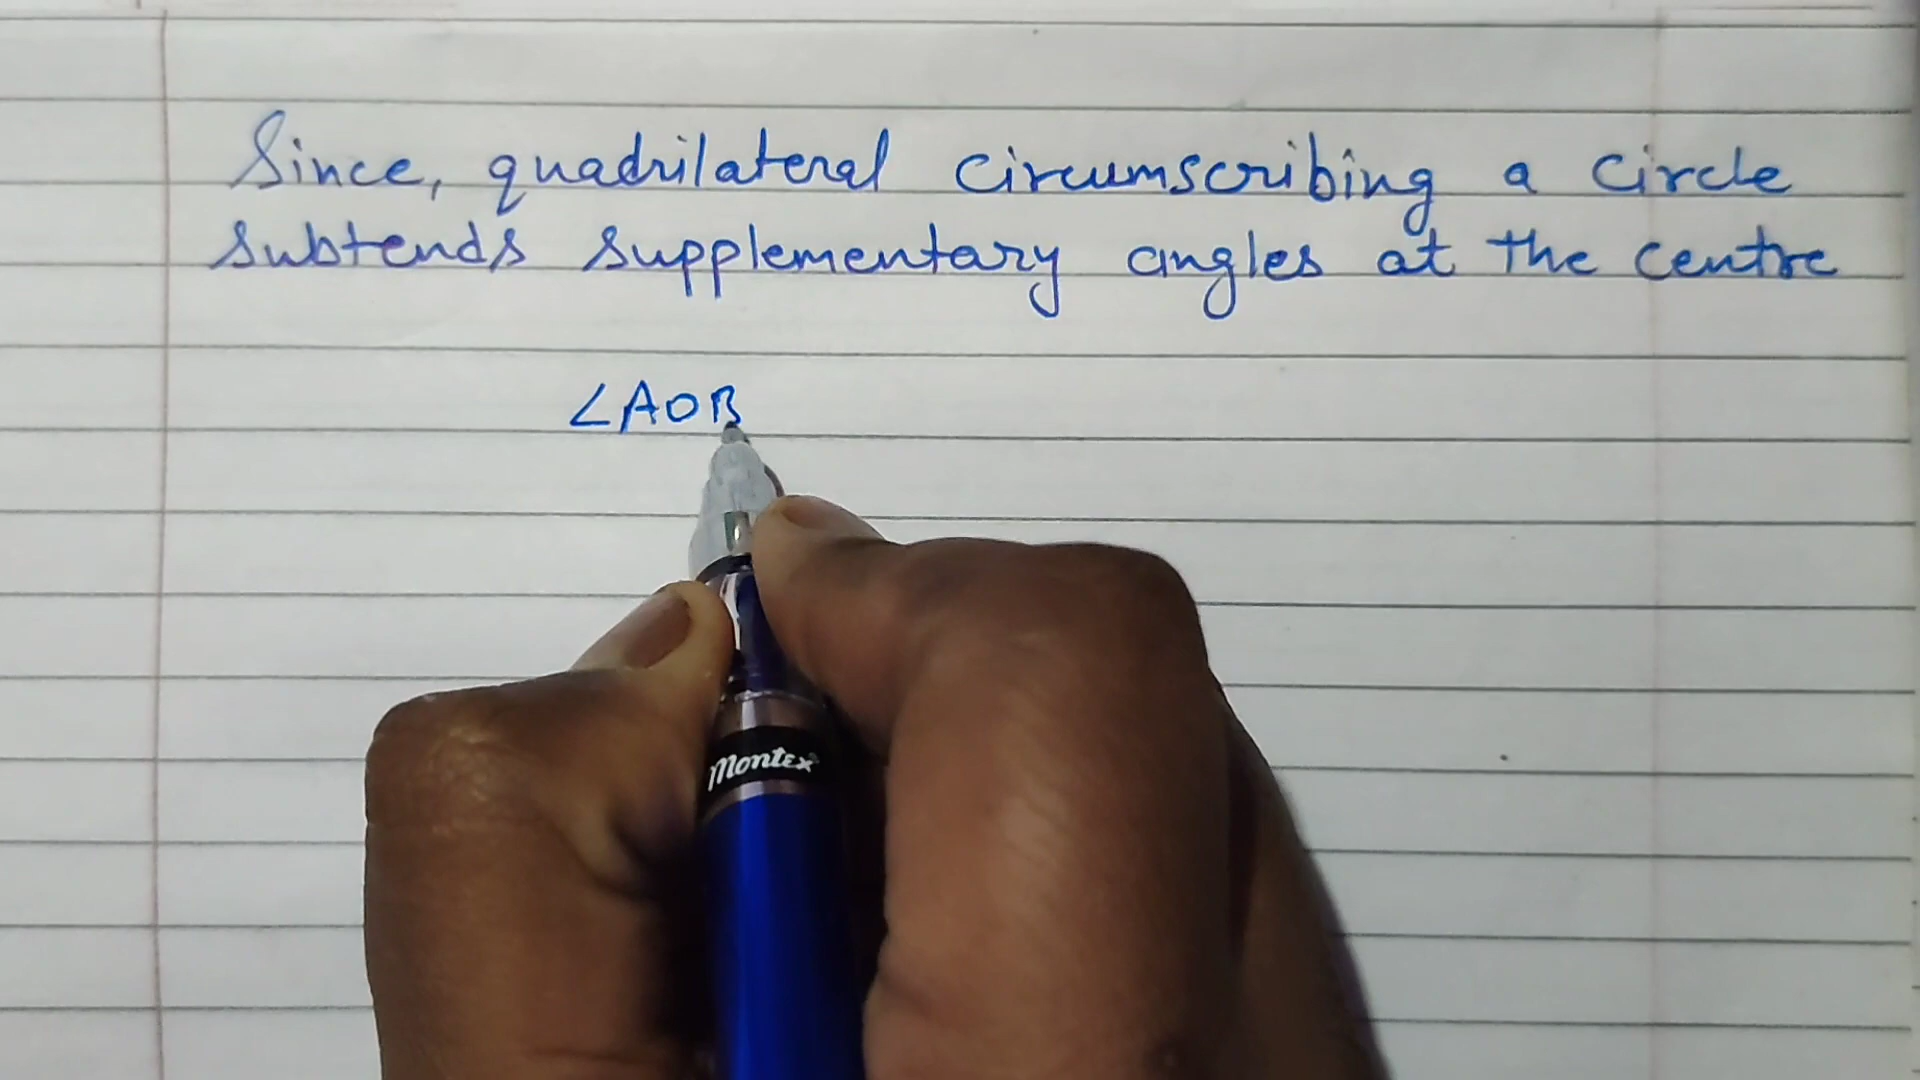 Since, quadrilateral circumscribing a circle
subtends supplementary angles at the centre
∠AOB
Montex